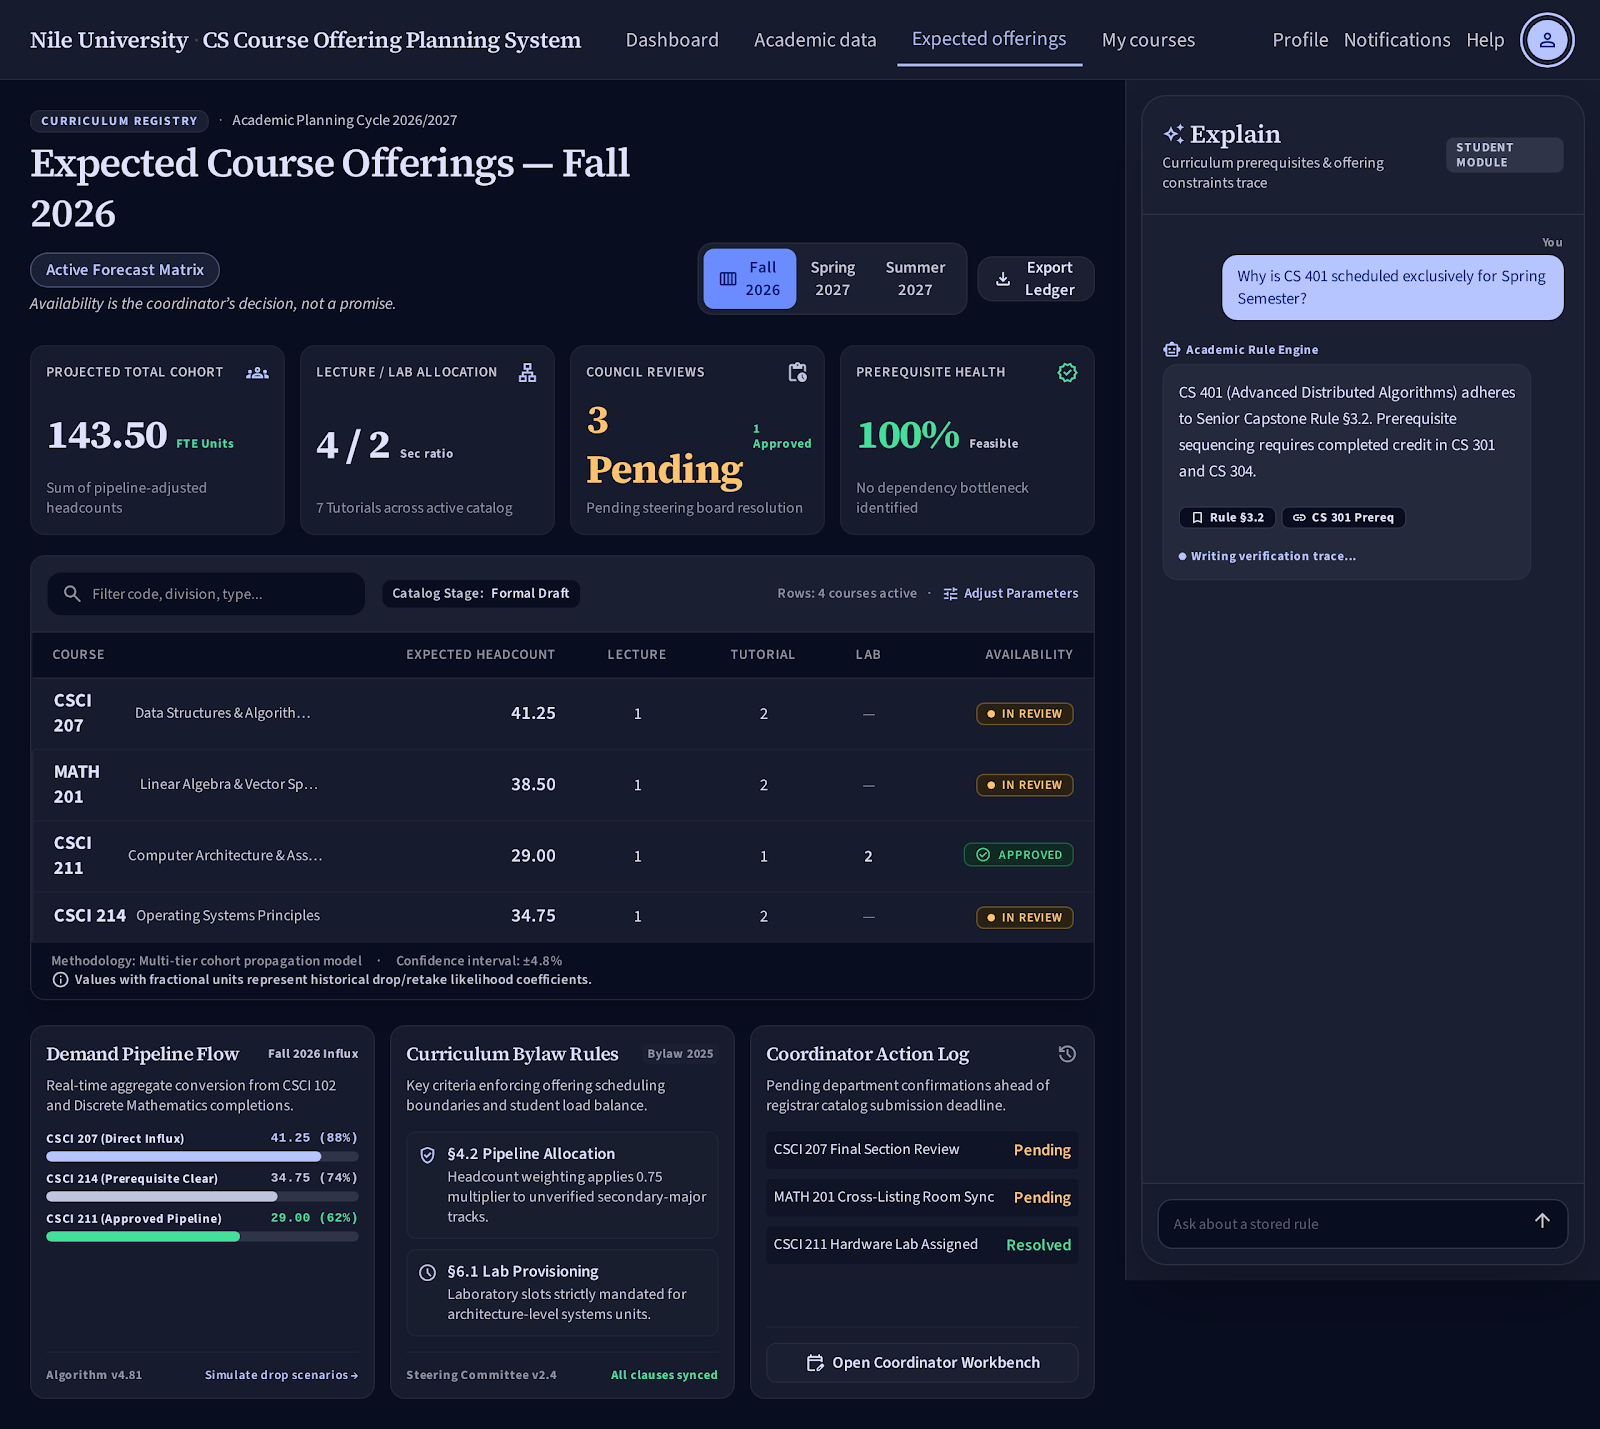 Nile University · CS Course Offering Planning System
Dashboard
Academic data
Expected offerings
My courses
Profile
Notifications
Help
CURRICULUM REGISTRY · Academic Planning Cycle 2026/2027
Expected Course Offerings — Fall
2026
Active Forecast Matrix
Availability is the coordinator's decision, not a promise.
Fall
2026
Spring
2027
Summer
2027
Export
Ledger
PROJECTED TOTAL COHORT
143.50 FTE Units
Sum of pipeline-adjusted
headcounts
LECTURE / LAB ALLOCATION
4 / 2 Sec ratio
7 Tutorials across active catalog
COUNCIL REVIEWS
3
Pending
1
Approved
Pending steering board resolution
PREREQUISITE HEALTH
100% Feasible
No dependency bottleneck
identified
Filter code, division, type...
Catalog Stage: Formal Draft
Rows: 4 courses active · Adjust Parameters
COURSE EXPECTED HEADCOUNT LECTURE TUTORIAL LAB AVAILABILITY
CSCI
207
Data Structures & Algorith... 41.25 1 2 — IN REVIEW
MATH
201
Linear Algebra & Vector Sp... 38.50 1 2 — IN REVIEW
CSCI
211
Computer Architecture & Ass... 29.00 1 1 2 APPROVED
CSCI 214 Operating Systems Principles 34.75 1 2 — IN REVIEW
Methodology: Multi-tier cohort propagation model · Confidence interval: ±4.8%
Values with fractional units represent historical drop/retake likelihood coefficients.
Demand Pipeline Flow Fall 2026 Influx
Real-time aggregate conversion from CSCI 102
and Discrete Mathematics completions.
CSCI 207 (Direct Influx) 41.25 (88%)
CSCI 214 (Prerequisite Clear) 34.75 (74%)
CSCI 211 (Approved Pipeline) 29.00 (62%)
Algorithm v4.81 Simulate drop scenarios →
Curriculum Bylaw Rules Bylaw 2025
Key criteria enforcing offering scheduling
boundaries and student load balance.
§4.2 Pipeline Allocation
Headcount weighting applies 0.75
multiplier to unverified secondary-major
tracks.
§6.1 Lab Provisioning
Laboratory slots strictly mandated for
architecture-level systems units.
Steering Committee v2.4 All clauses synced
Coordinator Action Log
Pending department confirmations ahead of
registrar catalog submission deadline.
CSCI 207 Final Section Review Pending
MATH 201 Cross-Listing Room Sync Pending
CSCI 211 Hardware Lab Assigned Resolved
Open Coordinator Workbench
Explain
Curriculum prerequisites & offering
constraints trace
STUDENT
MODULE
You
Why is CS 401 scheduled exclusively for Spring
Semester?
Academic Rule Engine
CS 401 (Advanced Distributed Algorithms) adheres
to Senior Capstone Rule §3.2. Prerequisite
sequencing requires completed credit in CS 301
and CS 304.
Rule §3.2
CS 301 Prereq
Writing verification trace...
Ask about a stored rule